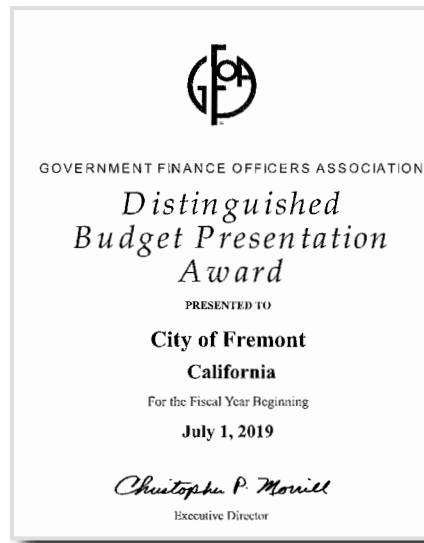 GFOA
GOVERNMENT FINANCE OFFICERS ASSOCIATION
Distinguished
Budget Presentation
Award
PRESENTED TO
City of Fremont
California
For the Fiscal Year Beginning
July 1, 2019
Christopher P. Morrill
Executive Director